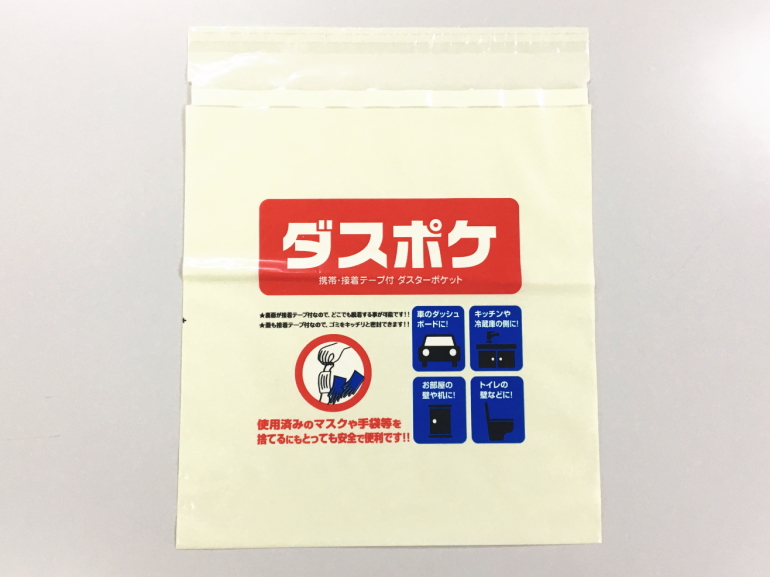 ダスポケ
携帯・接着テープ付 ダスターポケット
★裏面が接着テープ付なので、どこでも脱着する事が可能です!!
★蓋も接着テープ付なので、ゴミをキッチリと密封できます!!
車のダッシュ
ボードに!
キッチンや
冷蔵庫の側に!
お部屋の
壁や机に!
トイレの
壁などに!
使用済みのマスクや手袋等を
捨てるにもとっても安全で便利です!!